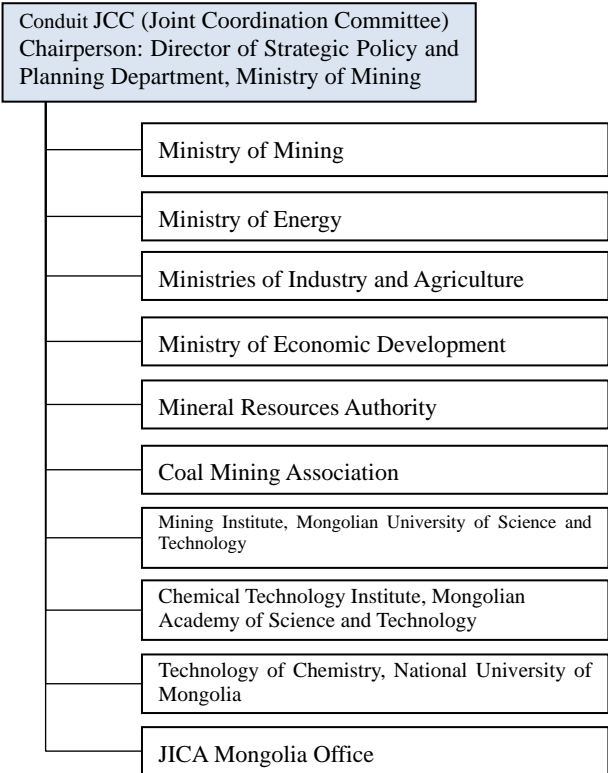 Conduit JCC (Joint Coordination Committee)
Chairperson: Director of Strategic Policy and
Planning Department, Ministry of Mining
Ministry of Mining
Ministry of Energy
Ministries of Industry and Agriculture
Ministry of Economic Development
Mineral Resources Authority
Coal Mining Association
Mining Institute, Mongolian University of Science and
Technology
Chemical Technology Institute, Mongolian
Academy of Science and Technology
Technology of Chemistry, National University of
Mongolia
JICA Mongolia Office